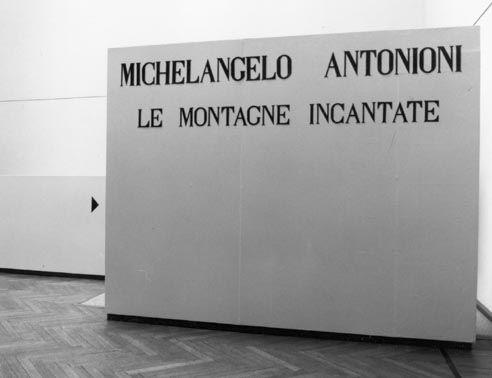 MICHELANGELO ANTONIONI
LE MONTAGNE INCANTATE